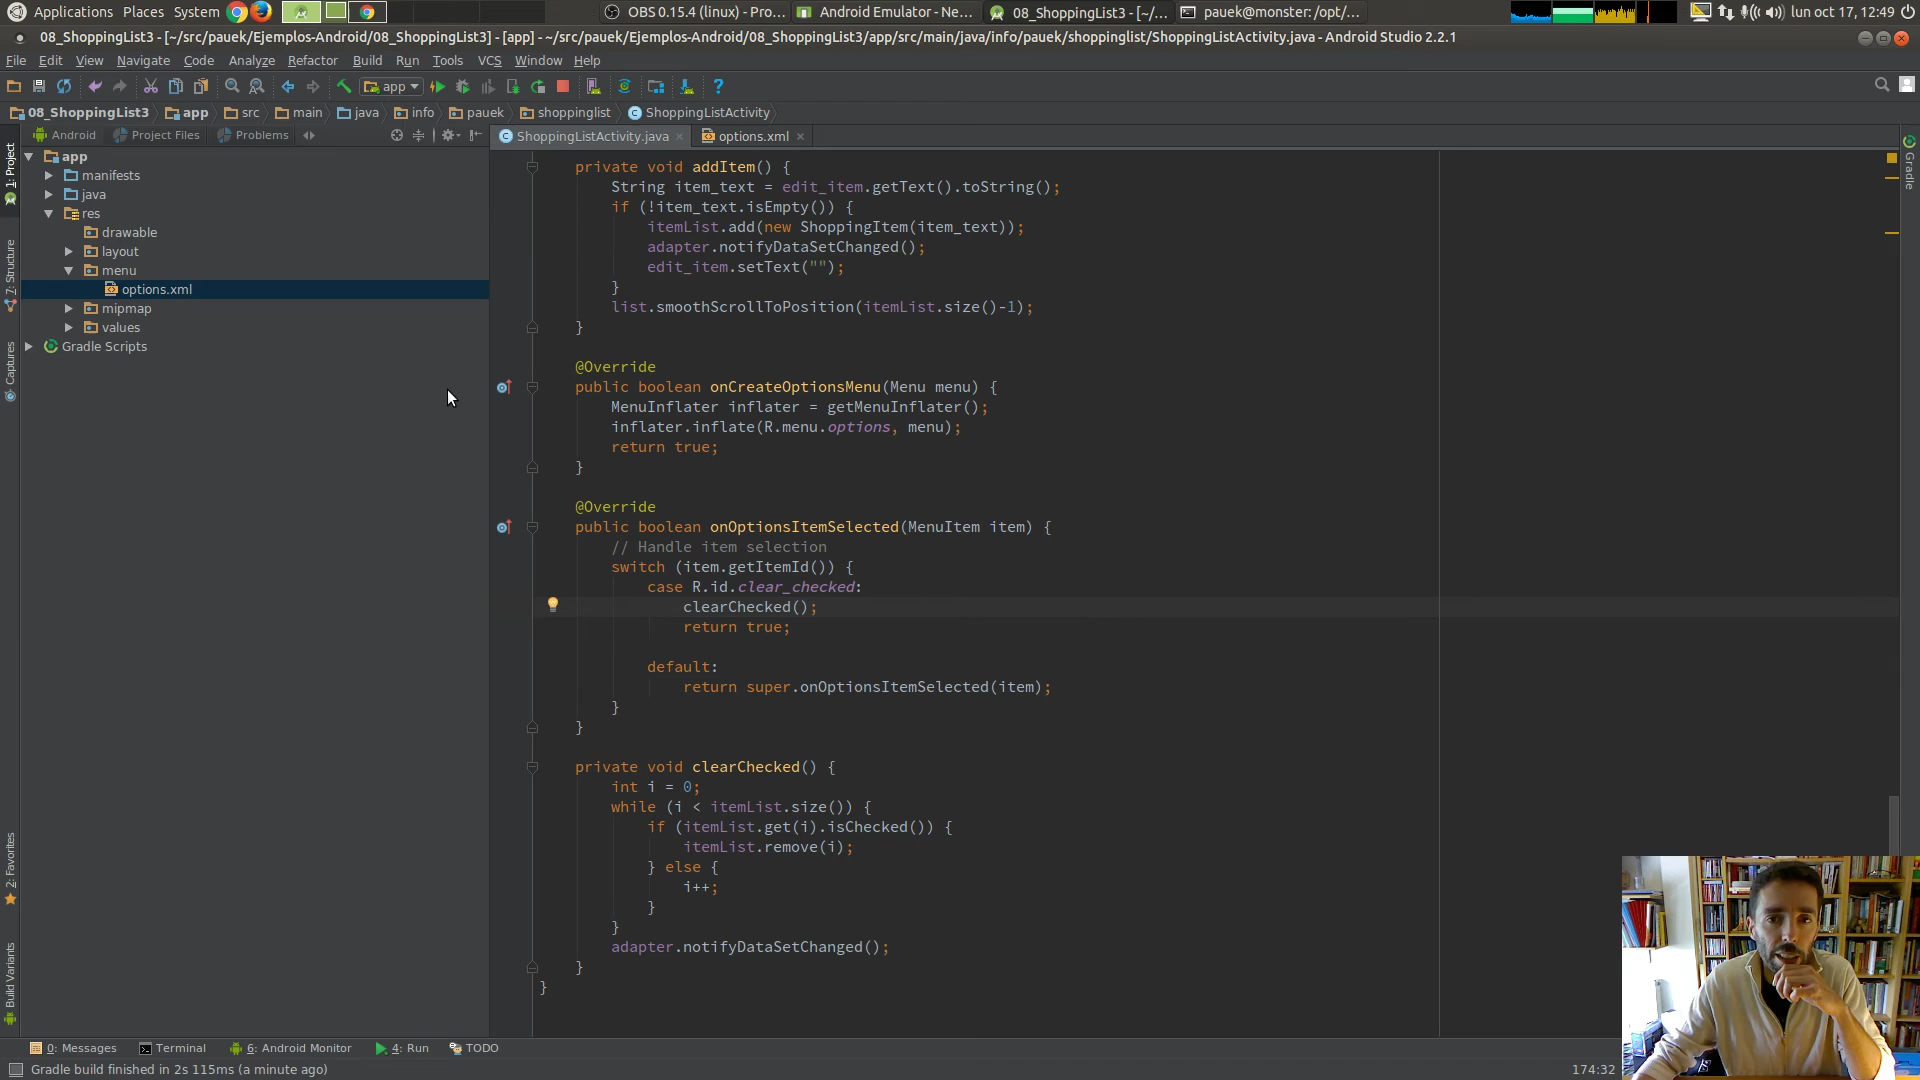 Applications Places System
OBS 0.15.4 (linux) - Pro...
Android Emulator - Ne...
08_ShoppingList3 - [~/...
pauek@monster: /opt/...
lun oct 17, 12:49
08_ShoppingList3 - [~/src/pauek/Ejemplos-Android/08_ShoppingList3] - [app] - ~/src/pauek/Ejemplos-Android/08_ShoppingList3/app/src/main/java/info/pauek/shoppinglist/ShoppingListActivity.java - Android Studio 2.2.1
File Edit View Navigate Code Analyze Refactor Build Run Tools VCS Window Help
app
08_ShoppingList3 app src main java info pauek shoppinglist ShoppingListActivity
Android Project Files Problems
ShoppingListActivity.java options.xml
1: Project
7: Structure
Captures
2: Favorites
Build Variants
Gradle
app
manifests
java
res
drawable
layout
menu
options.xml
mipmap
values
Gradle Scripts
private void addItem() {
String item_text = edit_item.getText().toString();
if (!item_text.isEmpty()) {
itemList.add(new ShoppingItem(item_text));
adapter.notifyDataSetChanged();
edit_item.setText("");
}
list.smoothScrollToPosition(itemList.size()-1);
}
@Override
public boolean onCreateOptionsMenu(Menu menu) {
MenuInflater inflater = getMenuInflater();
inflater.inflate(R.menu.options, menu);
return true;
}
@Override
public boolean onOptionsItemSelected(MenuItem item) {
// Handle item selection
switch (item.getItemId()) {
case R.id.clear_checked:
clearChecked();
return true;
default:
return super.onOptionsItemSelected(item);
}
}
private void clearChecked() {
int i = 0;
while (i < itemList.size()) {
if (itemList.get(i).isChecked()) {
itemList.remove(i);
} else {
i++;
}
}
adapter.notifyDataSetChanged();
}
}
0: Messages Terminal 6: Android Monitor 4: Run TODO
Gradle build finished in 2s 115ms (a minute ago)
174:32